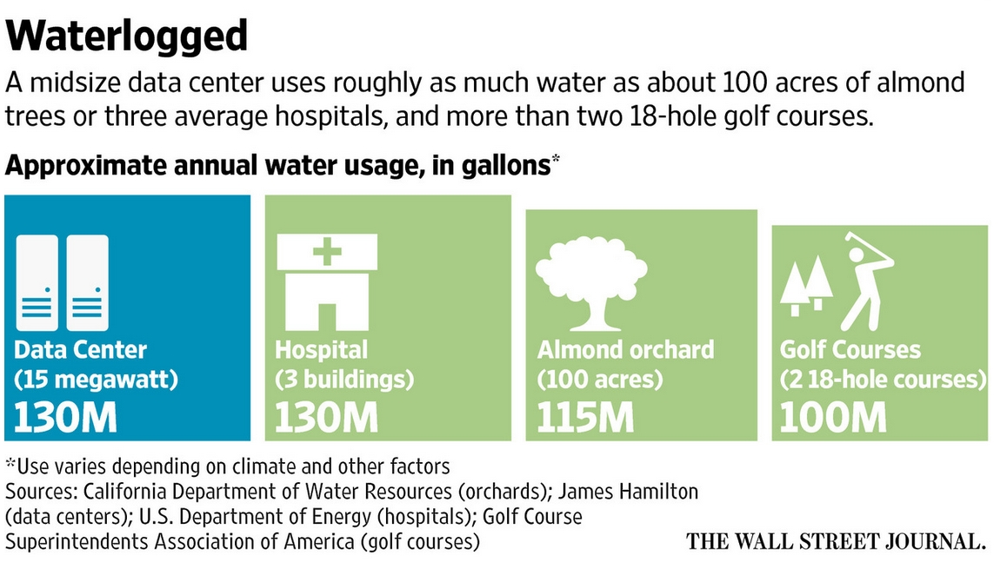 Waterlogged
A midsize data center uses roughly as much water as about 100 acres of almond
trees or three average hospitals, and more than two 18-hole golf courses.
Approximate annual water usage, in gallons*
Data Center
(15 megawatt)
130M
Hospital
(3 buildings)
130M
Almond orchard
(100 acres)
115M
Golf Courses
(2 18-hole courses)
100M
*Use varies depending on climate and other factors
Sources: California Department of Water Resources (orchards); James Hamilton
(data centers); U.S. Department of Energy (hospitals); Golf Course
Superintendents Association of America (golf courses)
THE WALL STREET JOURNAL.